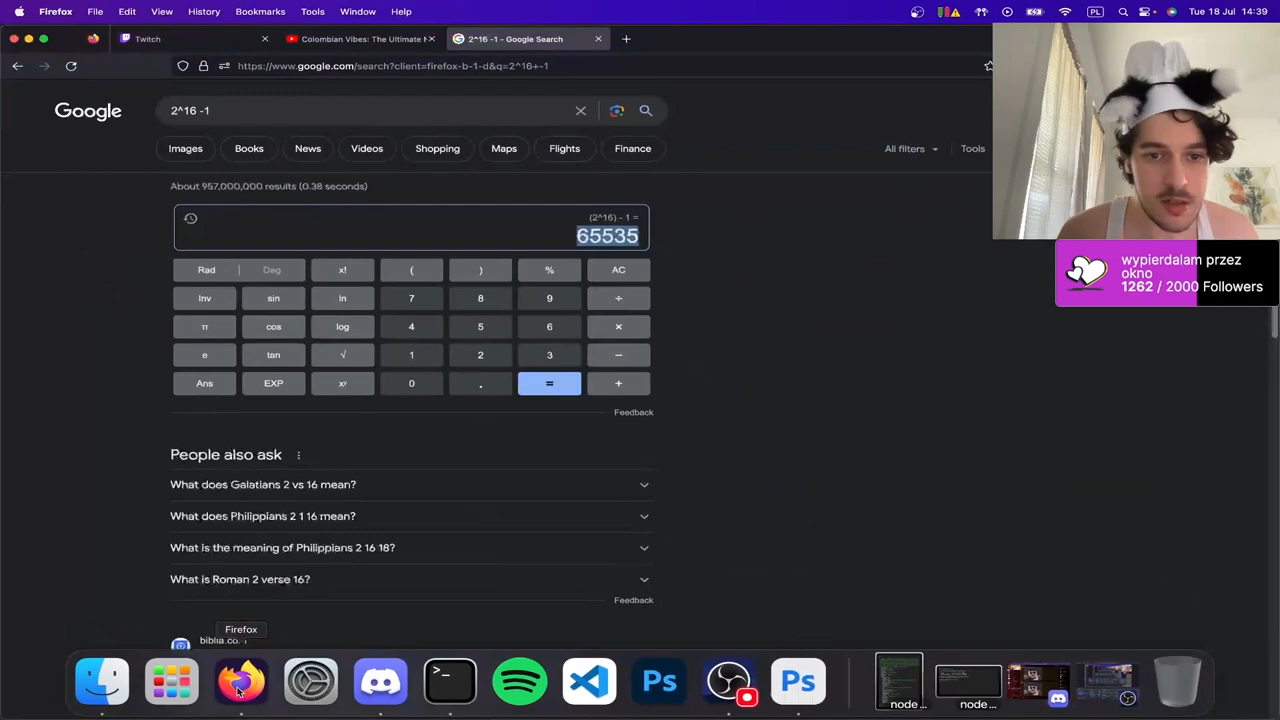 Firefox File Edit View History Bookmarks Tools Window Help
PL Tue 18 Jul 14:39
Twitch
Colombian Vibes: The Ultimate
2^16 -1 - Google Search
https://www.google.com/search?client=firefox-b-1-d&q=2^16+-1
Google
2^16 -1
Images Books News Videos Shopping Maps Flights Finance
All filters Tools
About 957,000,000 results (0.38 seconds)
(2^16) - 1 =
65535
Rad Deg x! ( ) % AC
Inv sin ln 7 8 9 ÷
π cos log 4 5 6 ×
e tan √ 1 2 3 −
Ans EXP xʸ 0 . = +
Feedback
People also ask
What does Galatians 2 vs 16 mean?
What does Philippians 2 1 16 mean?
What is the meaning of Philippians 2 16 18?
What is Roman 2 verse 16?
Feedback
Firefox
wypierdalam przez
okno
1262 / 2000 Followers
>_
Ps
Ps
node...
node...